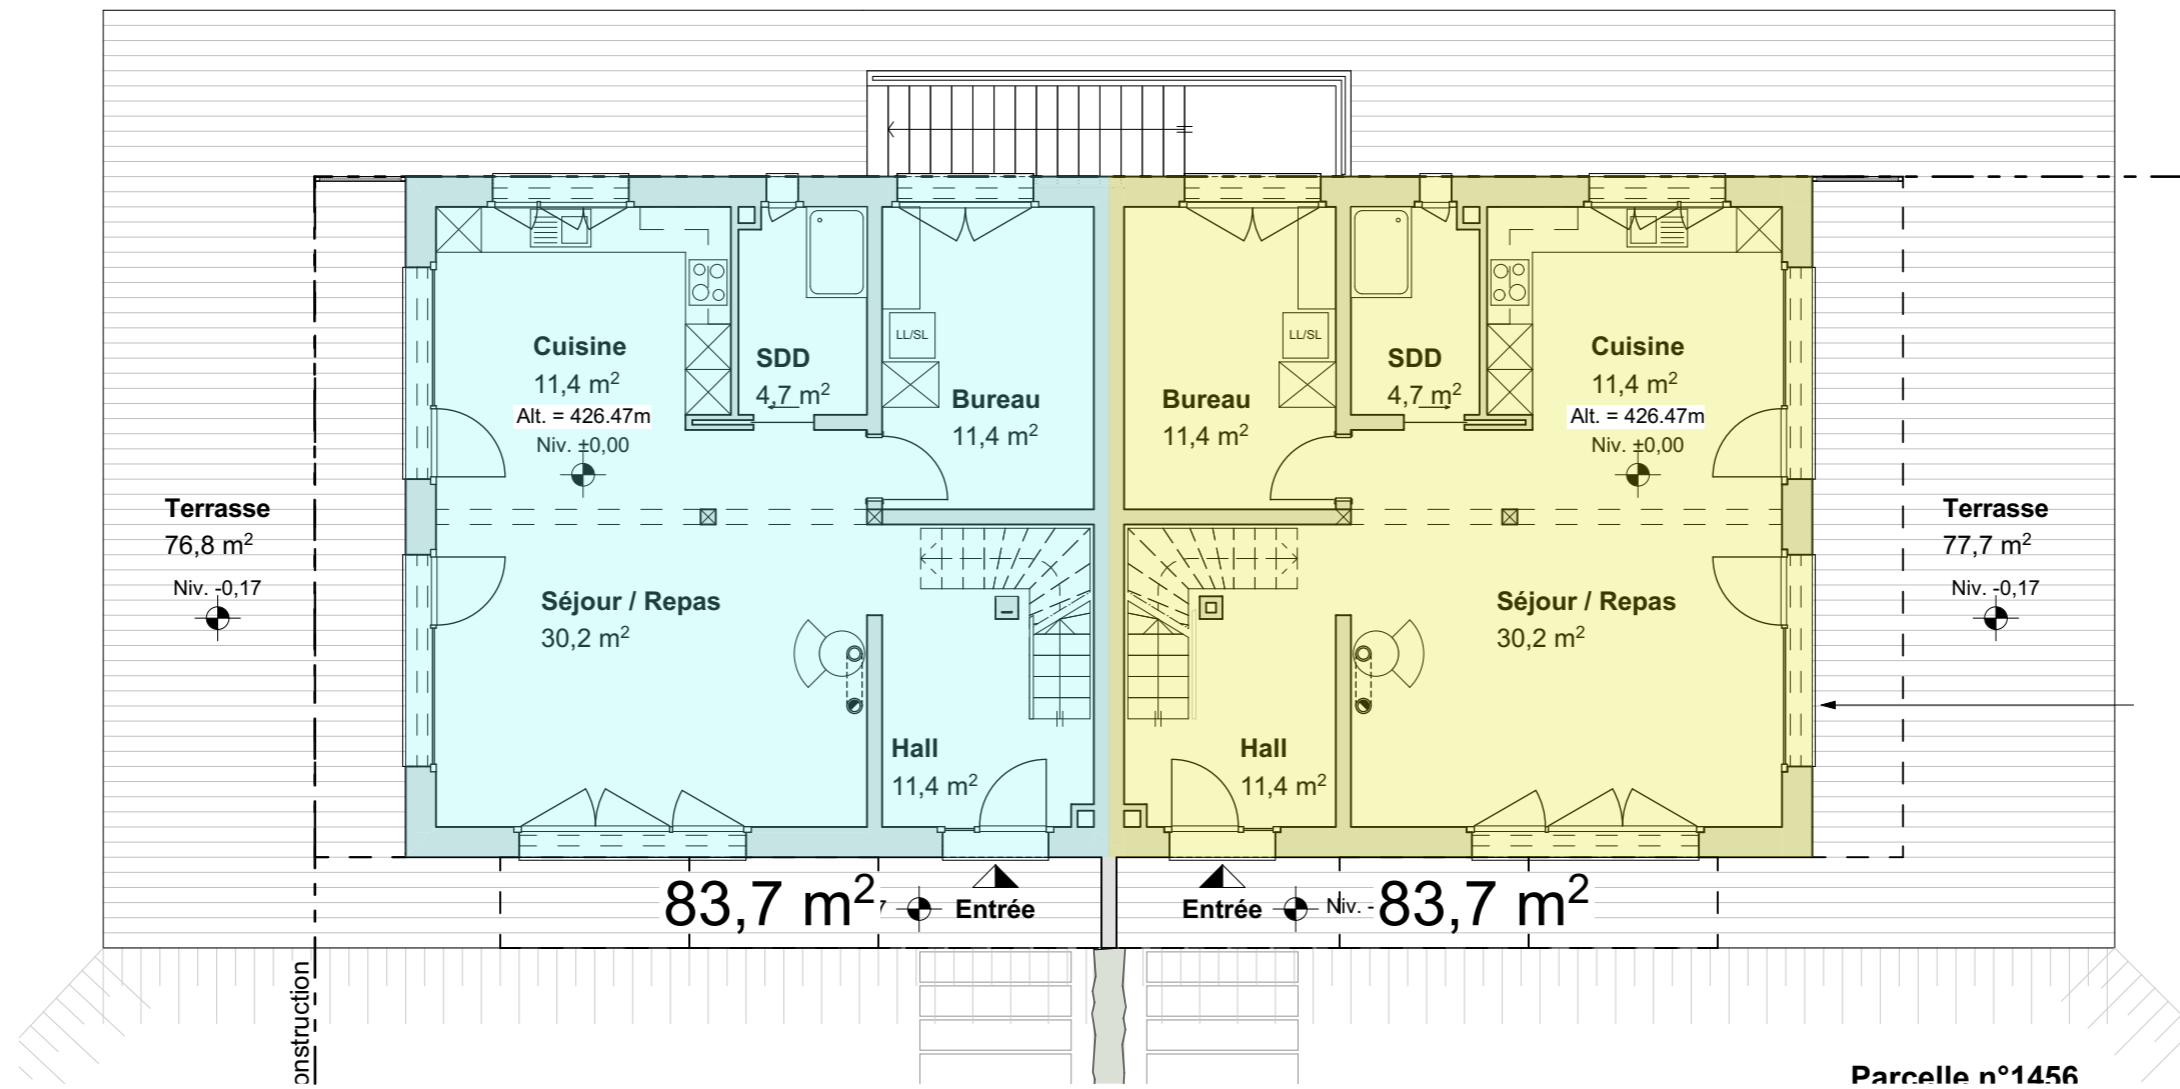 LL/SL
LL/SL
Cuisine
11,4 m²
Alt. = 426.47m
Niv. ±0,00
SDD
4,7 m²
Bureau
11,4 m²
Bureau
11,4 m²
SDD
4,7 m²
Cuisine
11,4 m²
Alt. = 426.47m
Niv. ±0,00
Terrasse
76,8 m²
Niv. -0,17
Terrasse
77,7 m²
Niv. -0,17
Séjour / Repas
30,2 m²
Séjour / Repas
30,2 m²
Hall
11,4 m²
Hall
11,4 m²
83,7 m²
Entrée
Entrée
Niv. -
83,7 m²
onstruction
Parcelle n°1456